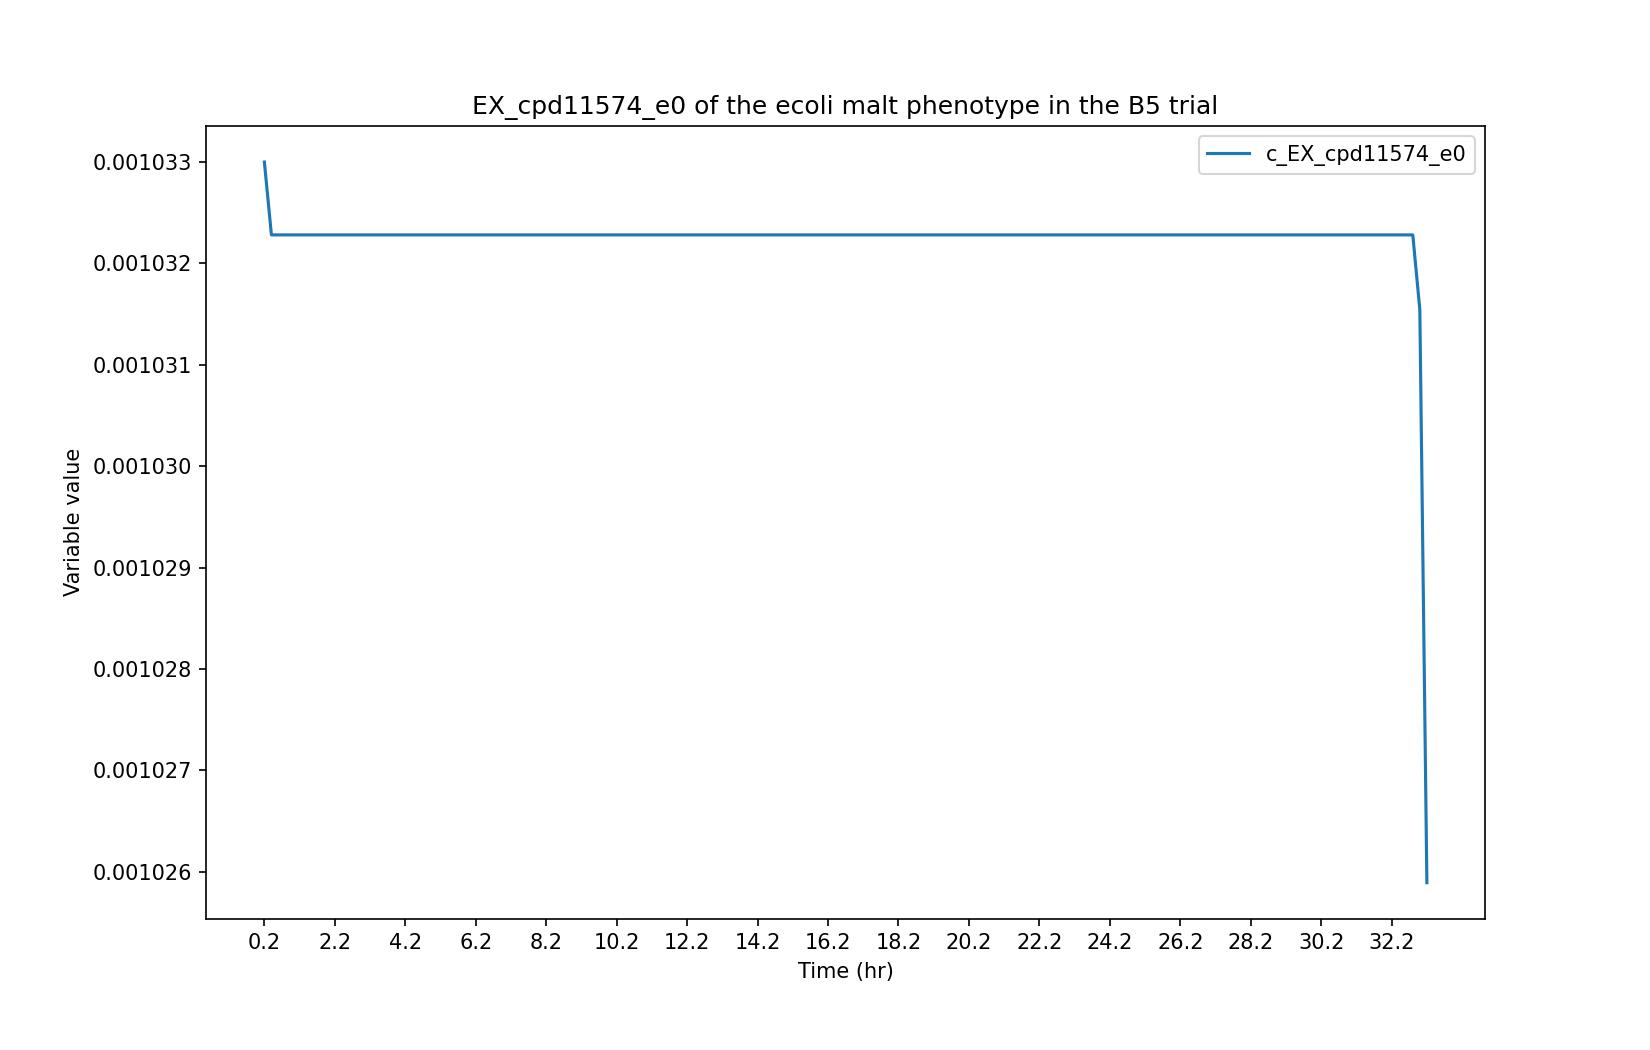 EX_cpd11574_e0 of the ecoli malt phenotype in the B5 trial
c_EX_cpd11574_e0
0.001033
0.001032
0.001031
0.001030
0.001029
0.001028
0.001027
0.001026
Variable value
0.2 2.2 4.2 6.2 8.2 10.2 12.2 14.2 16.2 18.2 20.2 22.2 24.2 26.2 28.2 30.2 32.2
Time (hr)